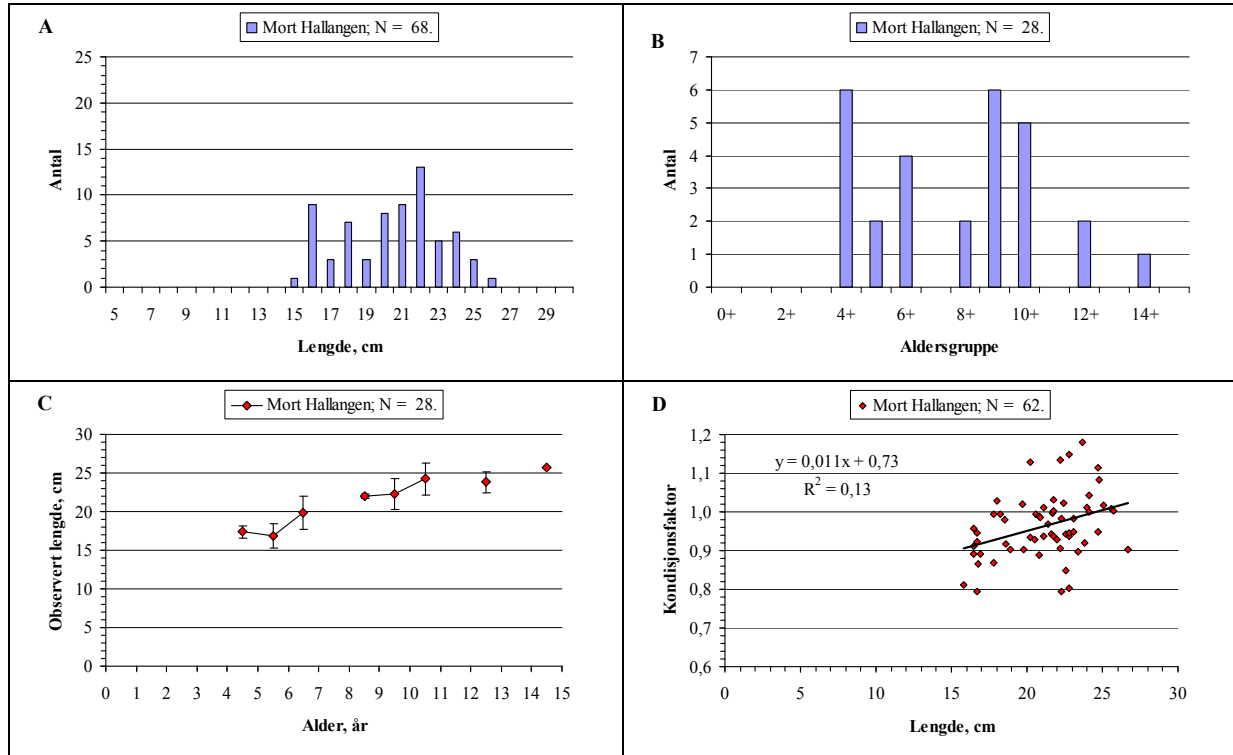 A
Mort Hallangen; N = 68.
25
20
15
10
5
0
Antal
5 7 9 11 13 15 17 19 21 23 25 27 29
Lengde, cm
B
Mort Hallangen; N = 28.
7
6
5
4
3
2
1
0
Antal
0+ 2+ 4+ 6+ 8+ 10+ 12+ 14+
Aldersgruppe
C
Mort Hallangen; N = 28.
30
25
20
15
10
5
0
Observert lengde, cm
0 1 2 3 4 5 6 7 8 9 10 11 12 13 14 15
Alder, år
D
Mort Hallangen; N = 62.
1,2
1,1
1,0
0,9
0,8
0,7
0,6
Kondisjonsfaktor
y = 0,011x + 0,73
R² = 0,13
0 5 10 15 20 25 30
Lengde, cm